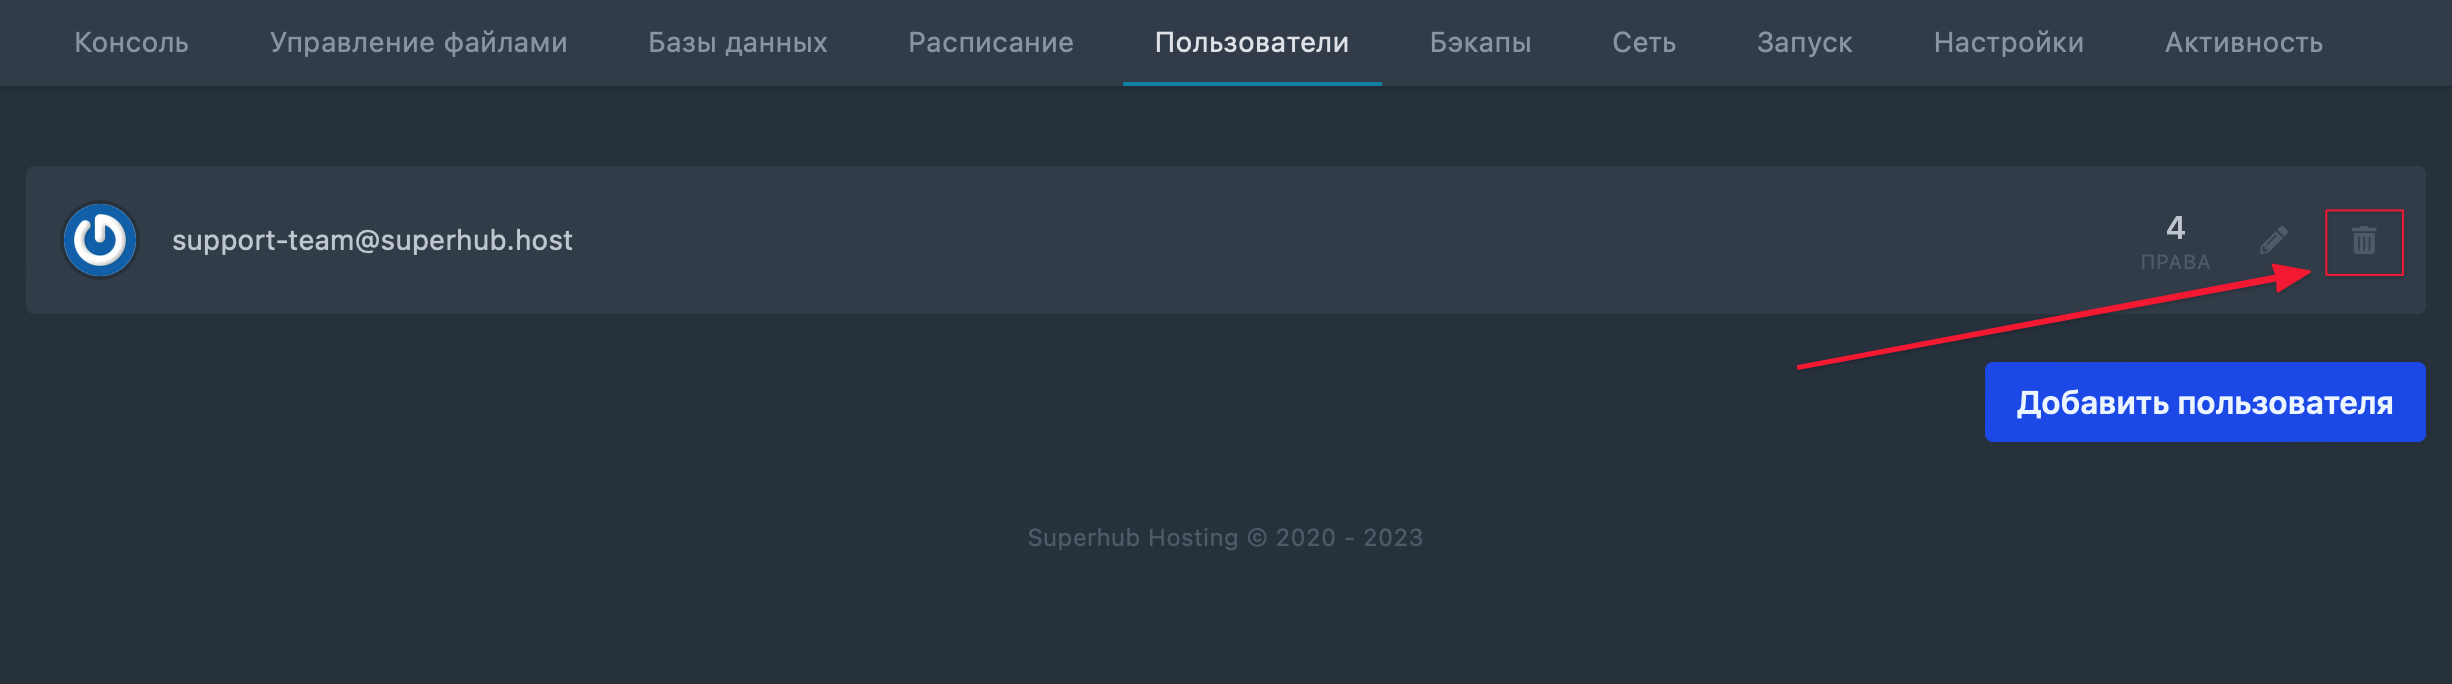 Консоль Управление файлами Базы данных Расписание Пользователи Бэкапы Сеть Запуск Настройки Активность
support-team@superhub.host
4
ПРАВА
Добавить пользователя
Superhub Hosting © 2020 - 2023